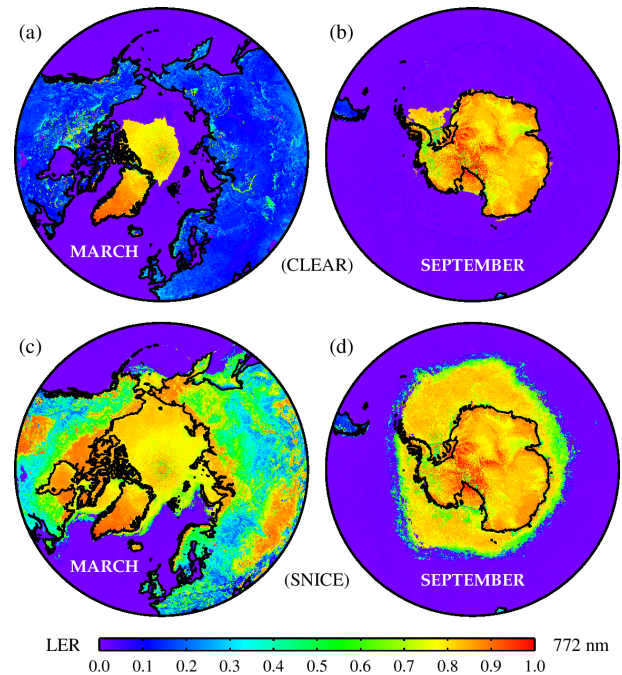 (a)
(b)
MARCH
SEPTEMBER
(CLEAR)
(c)
(d)
MARCH
SEPTEMBER
(SNICE)
LER
772 nm
0.0 0.1 0.2 0.3 0.4 0.5 0.6 0.7 0.8 0.9 1.0